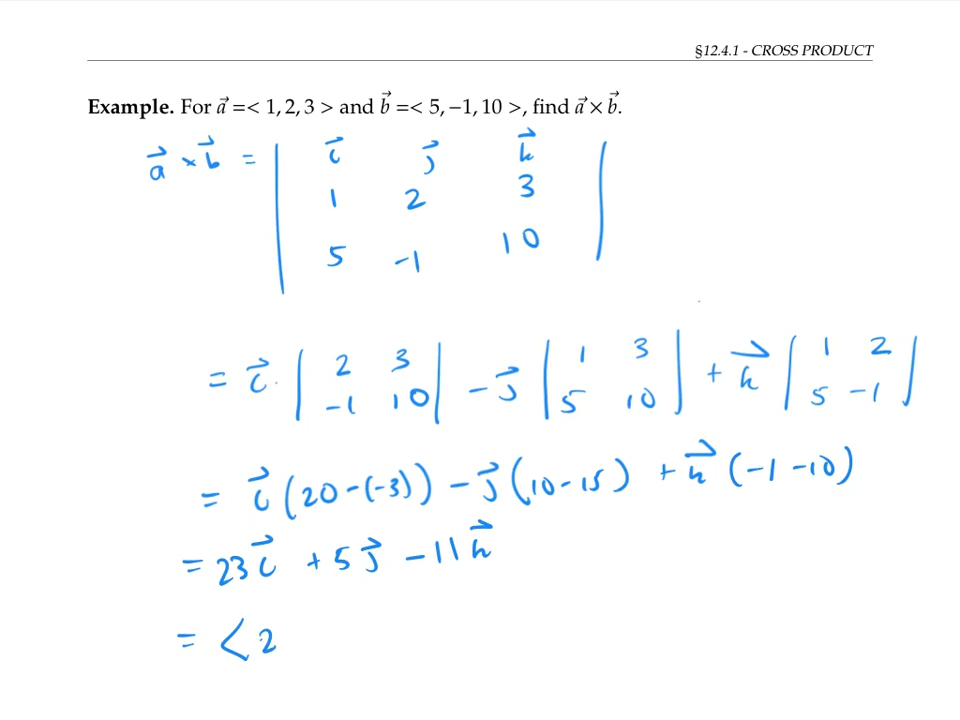 §12.4.1 - CROSS PRODUCT
Example. For a⃗ =< 1, 2, 3 > and b⃗ =< 5, −1, 10 >, find a⃗ × b⃗.
a⃗ × b⃗ = | i⃗ j⃗ k⃗
1 2 3
5 -1 10 |
= i⃗ · | 2 3 | - j⃗ | 1 3 | + k⃗ | 1 2 |
| -1 10 | | 5 10 | | 5 -1 |
= i⃗ (20-(-3)) - j⃗ (10-15) + k⃗ (-1-10)
= 23 i⃗ + 5 j⃗ - 11 k⃗
= < 2